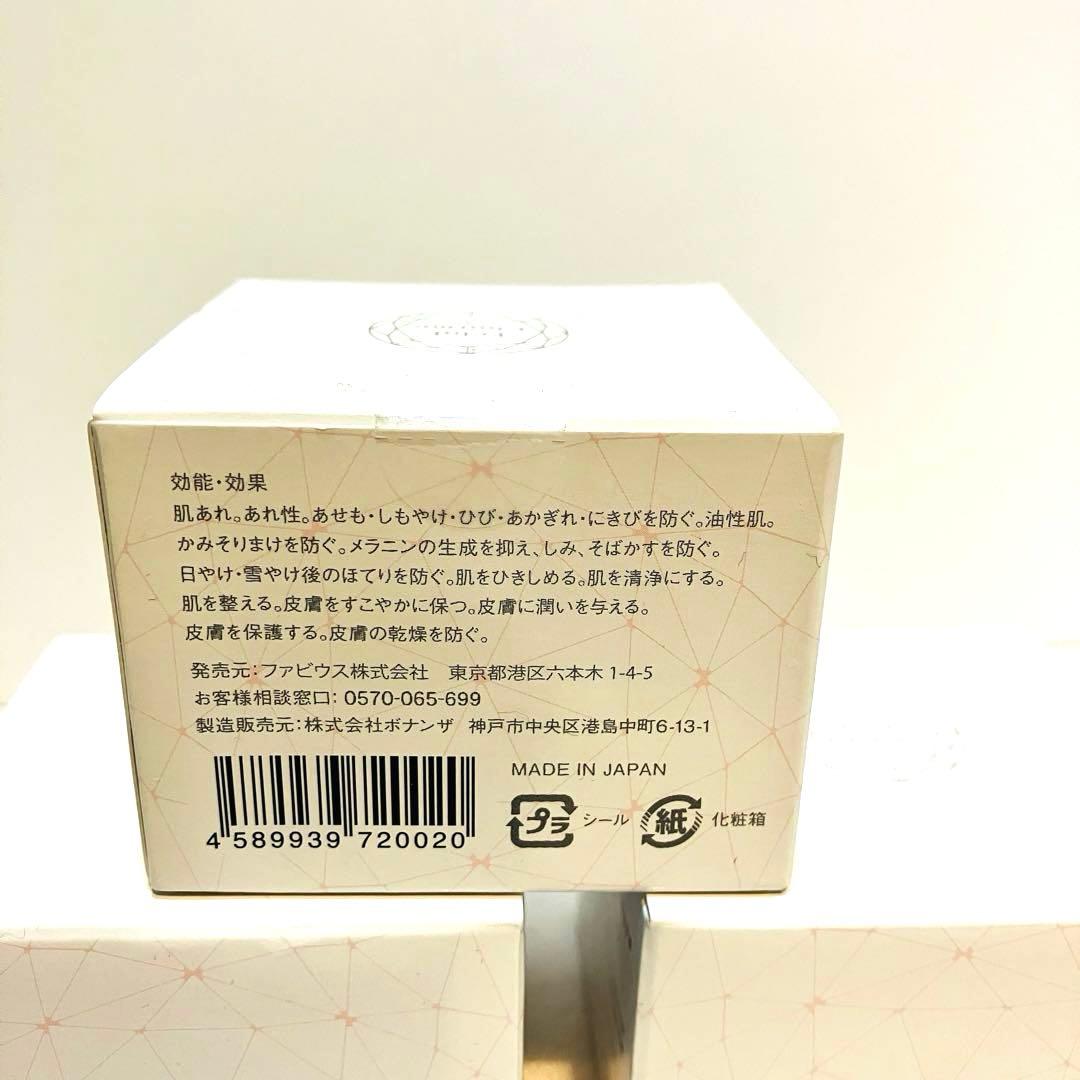 効能・効果
肌あれ。あれ性。あせも・しもやけ・ひび・あかぎれ・にきびを防ぐ。油性肌。
かみそりまけを防ぐ。メラニンの生成を抑え、しみ、そばかすを防ぐ。
日やけ・雪やけ後のほてりを防ぐ。肌をひきしめる。肌を清浄にする。
肌を整える。皮膚をすこやかに保つ。皮膚に潤いを与える。
皮膚を保護する。皮膚の乾燥を防ぐ。
発売元:ファビウス株式会社 東京都港区六本木1-4-5
お客様相談窓口: 0570-065-699
製造販売元:株式会社ボナンザ 神戸市中央区港島中町6-13-1
MADE IN JAPAN
プラ シール 紙 化粧箱
4 589939 720020